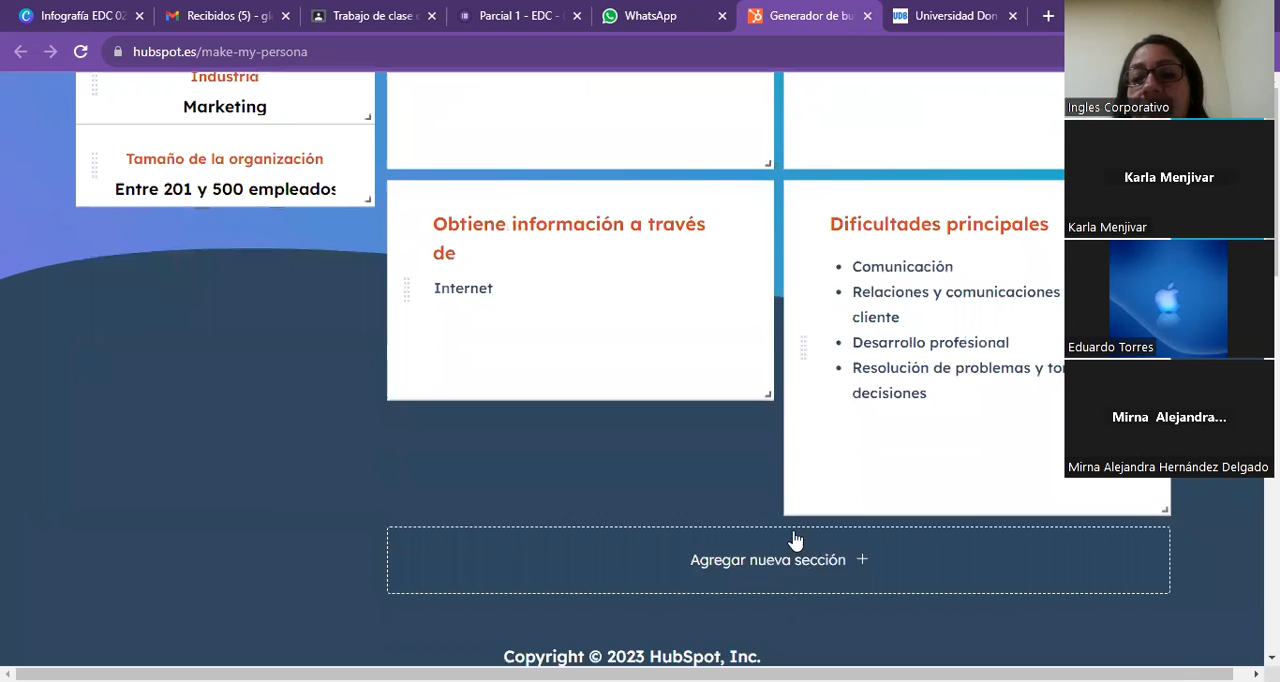 Infografía EDC 02
Recibidos (5) - gl
Trabajo de clase
Parcial 1 - EDC -
WhatsApp
Generador de bu
UDB
Universidad Don
hubspot.es/make-my-persona
Industria
Marketing
Tamaño de la organización
Entre 201 y 500 empleados
Obtiene información a través
de
Internet
Dificultades principales
Comunicación
Relaciones y comunicaciones
cliente
Desarrollo profesional
Resolución de problemas y
decisiones
Agregar nueva sección +
Copyright © 2023 HubSpot, Inc.
Ingles Corporativo
Karla Menjivar
Karla Menjivar
Eduardo Torres
Mirna Alejandra...
Mirna Alejandra Hernández Delgado